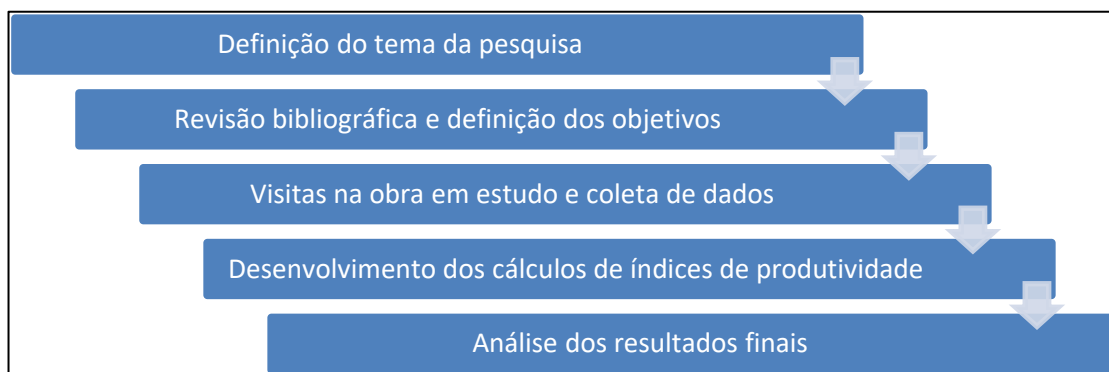 Definição do tema da pesquisa
Revisão bibliográfica e definição dos objetivos
Visitas na obra em estudo e coleta de dados
Desenvolvimento dos cálculos de índices de produtividade
Análise dos resultados finais